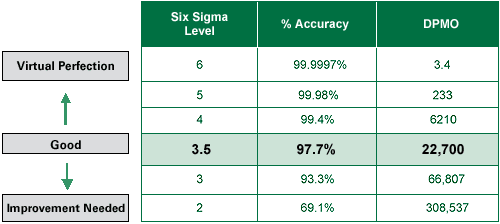 Six Sigma Level % Accuracy DPMO
Virtual Perfection 6 99.9997% 3.4
5 99.98% 233
4 99.4% 6210
Good 3.5 97.7% 22,700
3 93.3% 66,807
Improvement Needed 2 69.1% 308,537